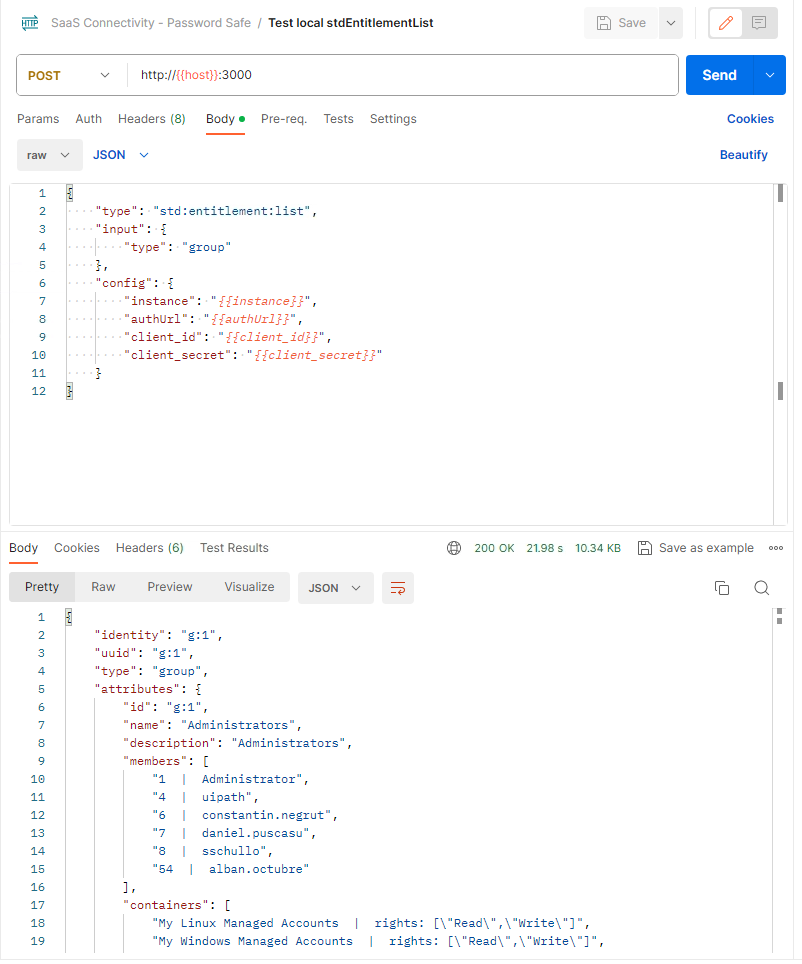 HTTP SaaS Connectivity - Password Safe / Test local stdEntitlementList Save
POST http://{{host}}:3000 Send
Params Auth Headers (8) Body Pre-req. Tests Settings Cookies
raw JSON Beautify
1 {
2 ····"type":·"std:entitlement:list",
3 ····"input":·{
4 ········"type":·"group"
5 ····},
6 ····"config":·{
7 ········"instance":·"{{instance}}",
8 ········"authUrl":·"{{authUrl}}",
9 ········"client_id":·"{{client_id}}",
10 ········"client_secret":·"{{client_secret}}"
11 ····}
12 }
Body Cookies Headers (6) Test Results 200 OK 21.98 s 10.34 KB Save as example
Pretty Raw Preview Visualize JSON
1 {
2 "identity": "g:1",
3 "uuid": "g:1",
4 "type": "group",
5 "attributes": {
6 "id": "g:1",
7 "name": "Administrators",
8 "description": "Administrators",
9 "members": [
10 "1 | Administrator",
11 "4 | uipath",
12 "6 | constantin.negrut",
13 "7 | daniel.puscasu",
14 "8 | sschullo",
15 "54 | alban.octubre"
16 ],
17 "containers": [
18 "My Linux Managed Accounts | rights: [\"Read\",\"Write\"]",
19 "My Windows Managed Accounts | rights: [\"Read\",\"Write\"]",